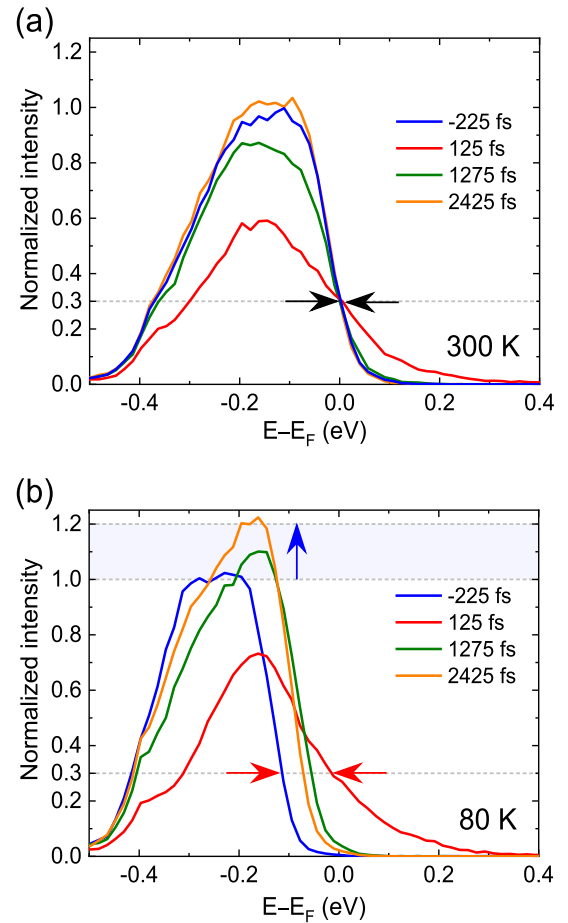 (a)
Normalized intensity
1.2
1.0
0.8
0.6
0.4
0.3
0.2
0.0
-225 fs
125 fs
1275 fs
2425 fs
300 K
-0.4 -0.2 0.0 0.2 0.4
E–E_F (eV)
(b)
Normalized intensity
1.2
1.0
0.8
0.6
0.4
0.3
0.2
0.0
-225 fs
125 fs
1275 fs
2425 fs
80 K
-0.4 -0.2 0.0 0.2 0.4
E–E_F (eV)